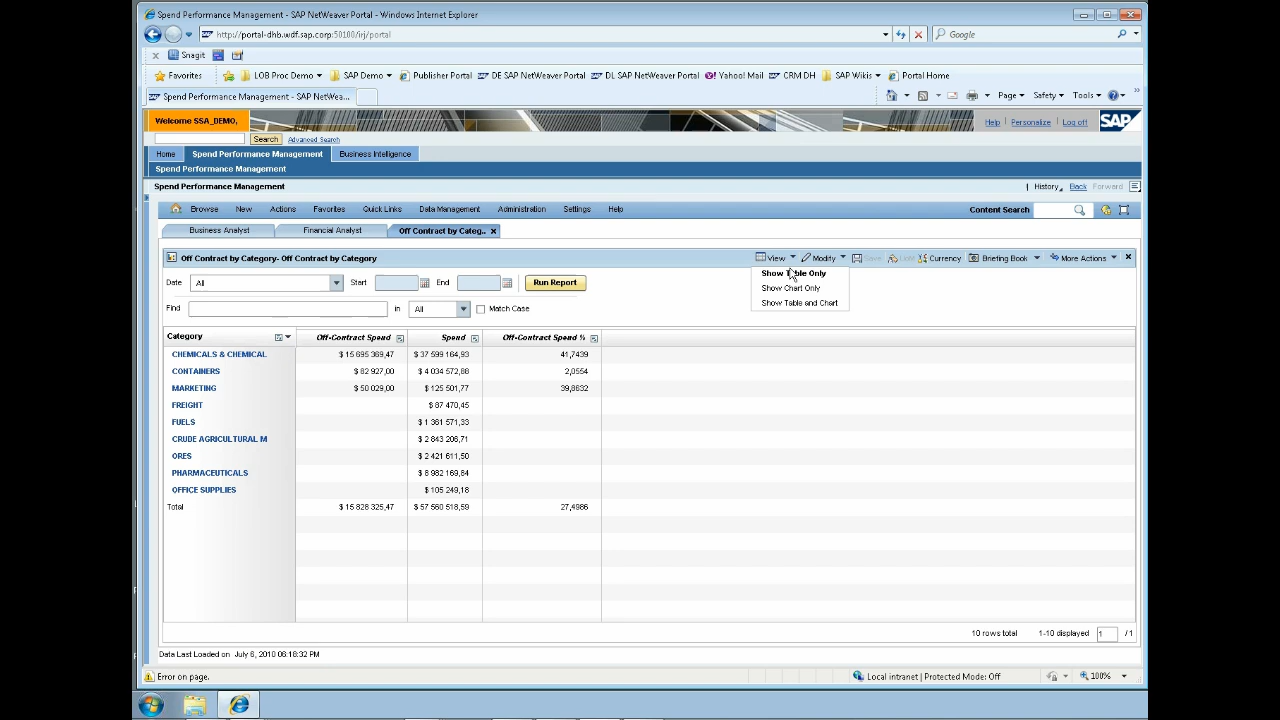 Spend Performance Management - SAP NetWeaver Portal - Windows Internet Explorer
http://portal-dhb.wdf.sap.corp:50100/irj/portal
Google
x Snagit
Favorites LOB Proc Demo SAP Demo Publisher Portal DE SAP NetWeaver Portal DL SAP NetWeaver Portal Yahoo! Mail CRM DH SAP Wikis Portal Home
Spend Performance Management - SAP NetWea... Page Safety Tools
Welcome SSA_DEMO, Help Personalize Log off SAP
Search Advanced Search
Home Spend Performance Management Business Intelligence
Spend Performance Management
Spend Performance Management History Back Forward
Browse New Actions Favorites Quick Links Data Management Administration Settings Help Content Search
Business Analyst Financial Analyst Off Contract by Categ..
Off Contract by Category- Off Contract by Category View Modify Save Currency Briefing Book More Actions
Show Table Only
Show Chart Only
Show Table and Chart
Date All Start End Run Report
Find in All Match Case
Category Off-Contract Spend Spend Off-Contract Spend %
CHEMICALS & CHEMICAL $ 15 695 369,47 $ 37 599 164,93 41,7439
CONTAINERS $ 82 927,00 $ 4 034 572,88 2,0554
MARKETING $ 50 029,00 $ 125 501,77 39,8632
FREIGHT $ 87 470,45
FUELS $ 1 361 571,33
CRUDE AGRICULTURAL M $ 2 843 206,71
ORES $ 2 421 611,50
PHARMACEUTICALS $ 8 982 169,84
OFFICE SUPPLIES $ 105 249,18
Total $ 15 828 325,47 $ 57 560 518,59 27,4986
10 rows total 1-10 displayed 1 / 1
Data Last Loaded on July 6, 2010 06:16:32 PM
Error on page. Local intranet | Protected Mode: Off 100%